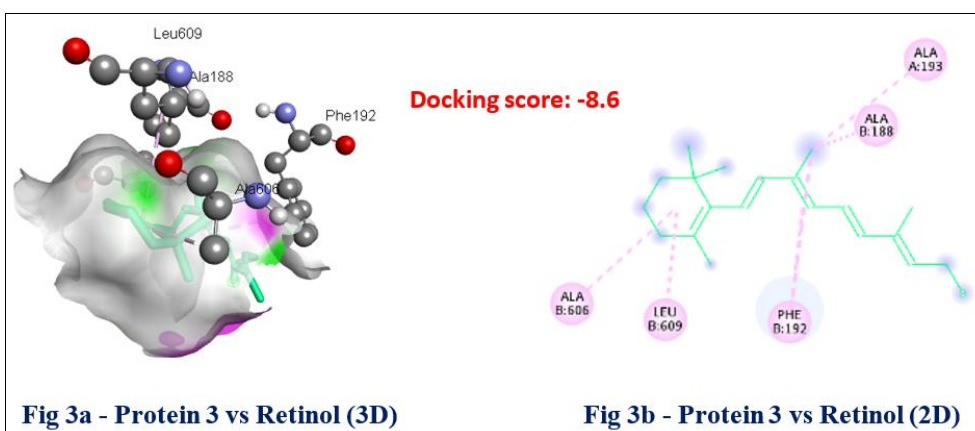 Leu609
Ala188
Phe192
Ala606
Docking score: -8.6
ALA
A:193
ALA
B:188
ALA
B:606
LEU
B:609
PHE
B:192
Fig 3a - Protein 3 vs Retinol (3D)
Fig 3b - Protein 3 vs Retinol (2D)